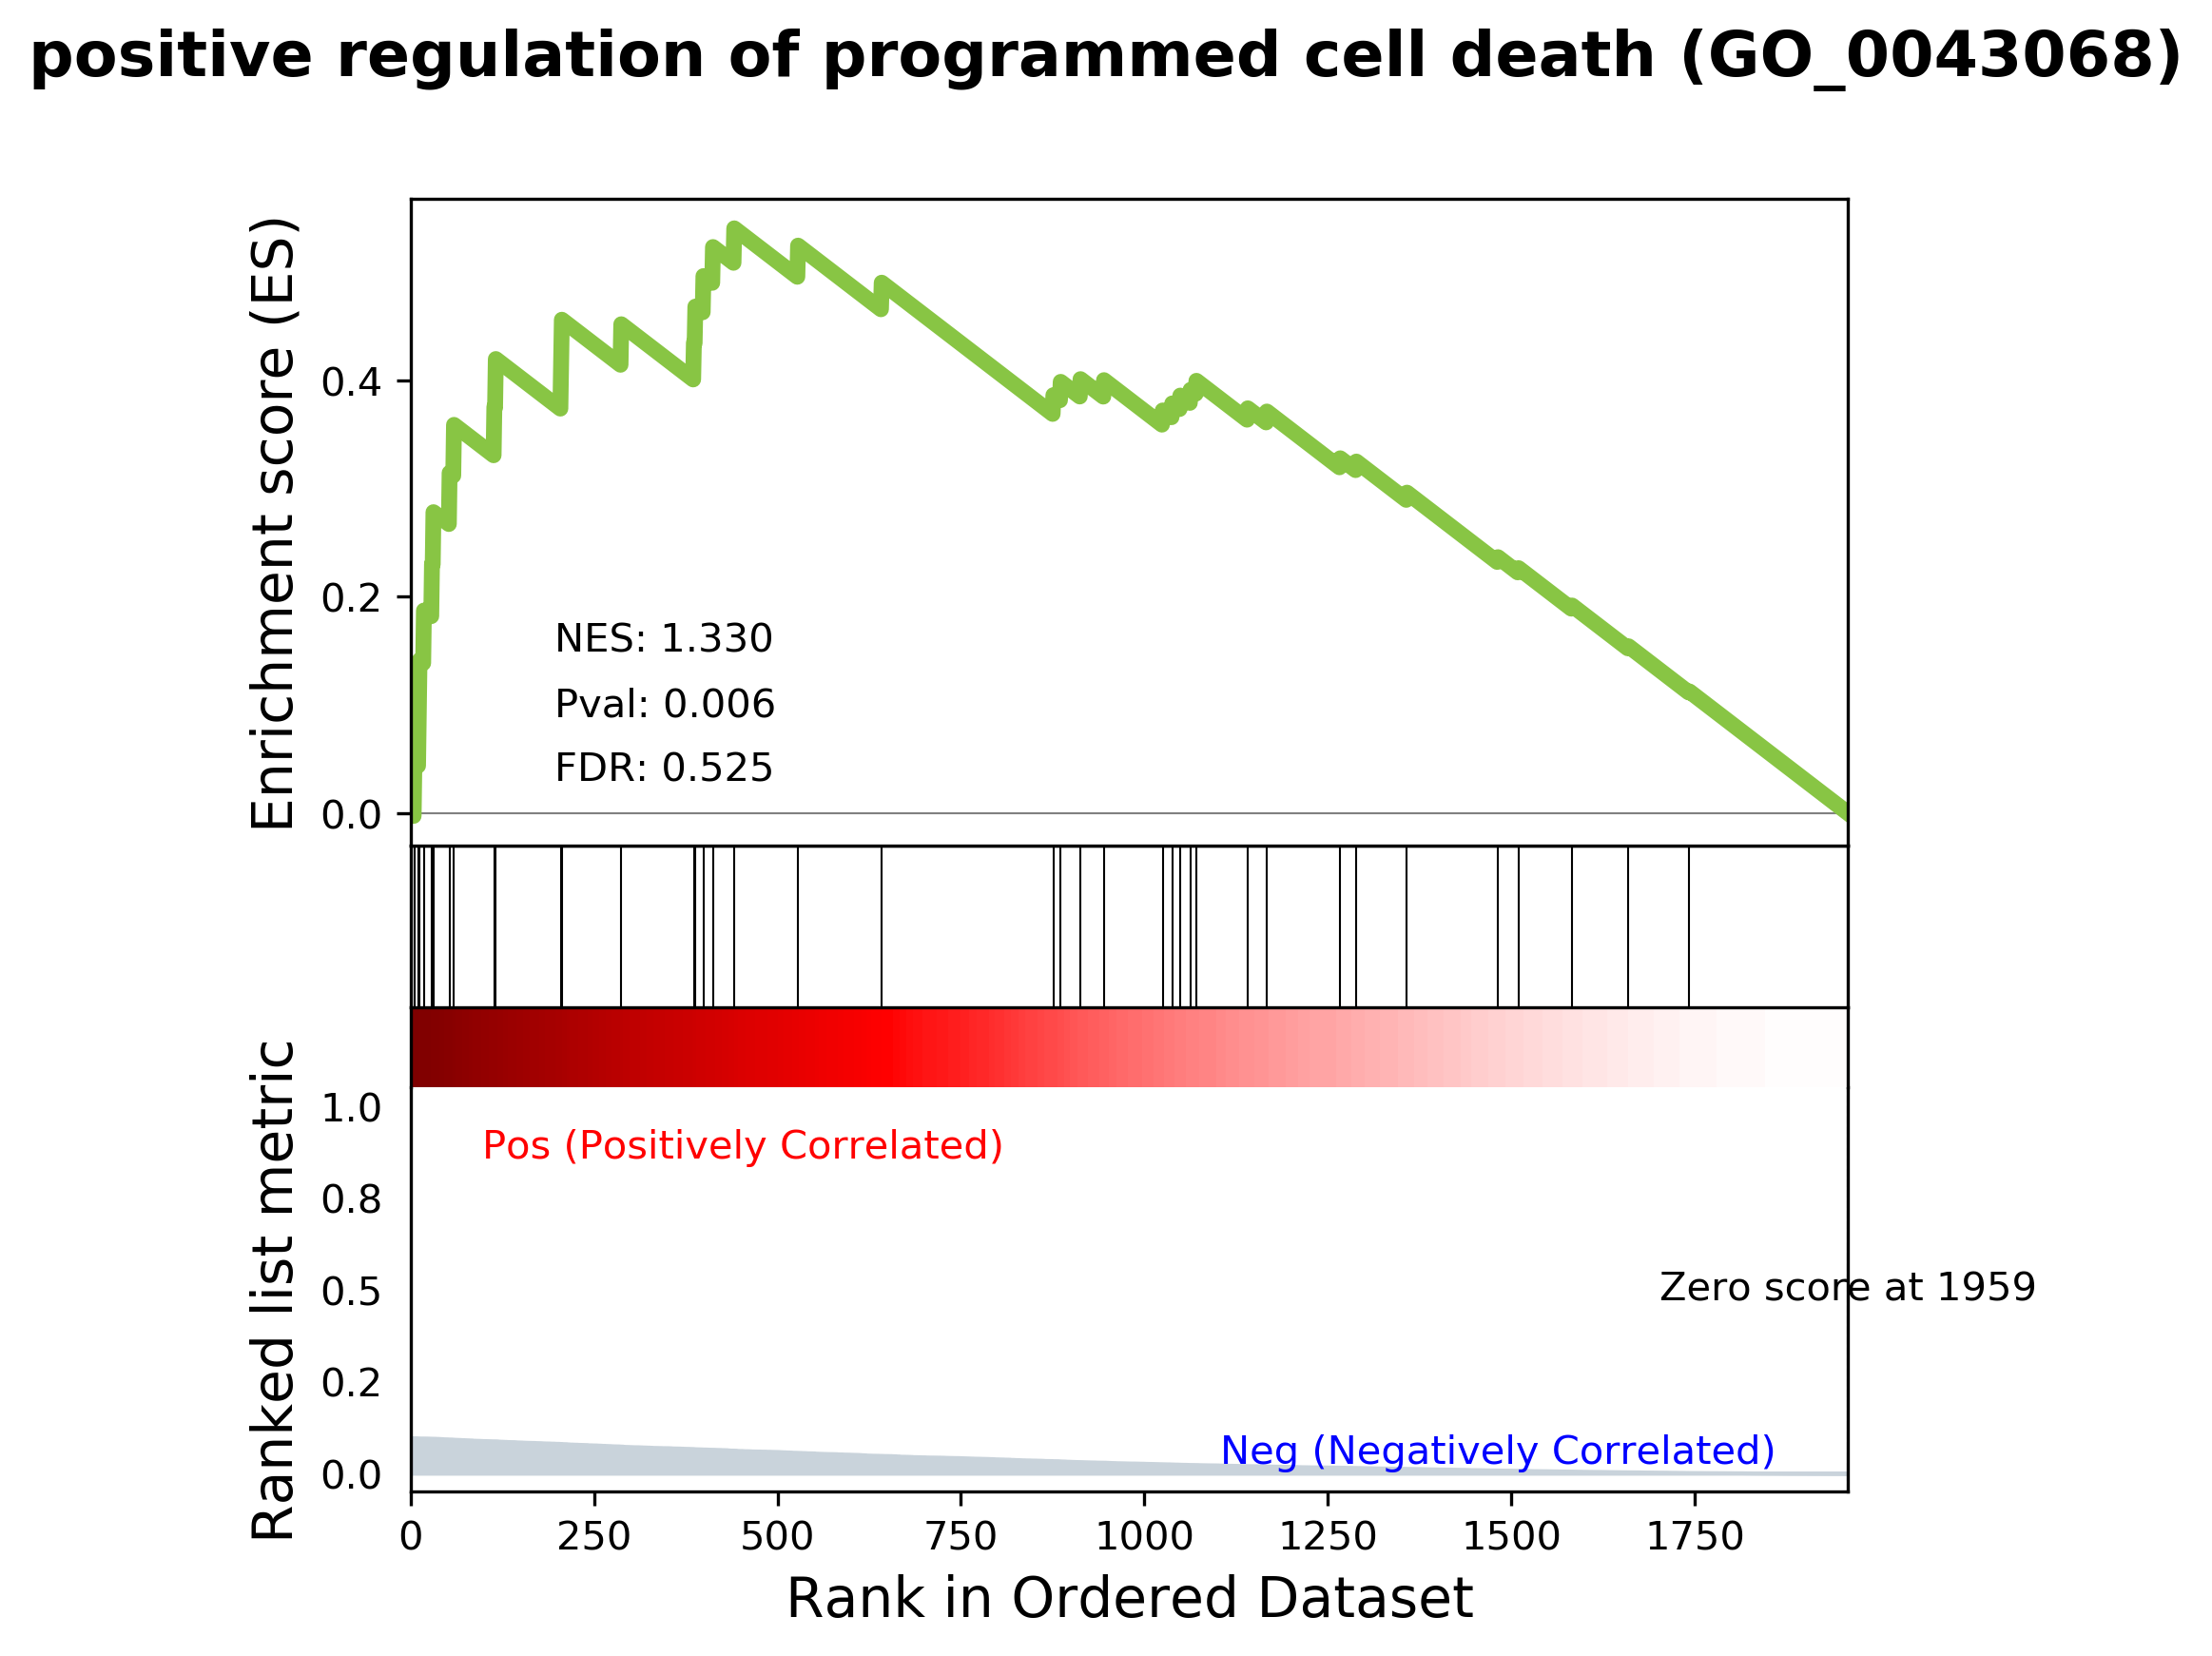 positive regulation of programmed cell death (GO_0043068)
Enrichment score (ES)
0.4
0.2
0.0
NES: 1.330
Pval: 0.006
FDR: 0.525
Ranked list metric
1.0
0.8
0.5
0.2
0.0
Pos (Positively Correlated)
Zero score at 1959
Neg (Negatively Correlated)
0 250 500 750 1000 1250 1500 1750
Rank in Ordered Dataset